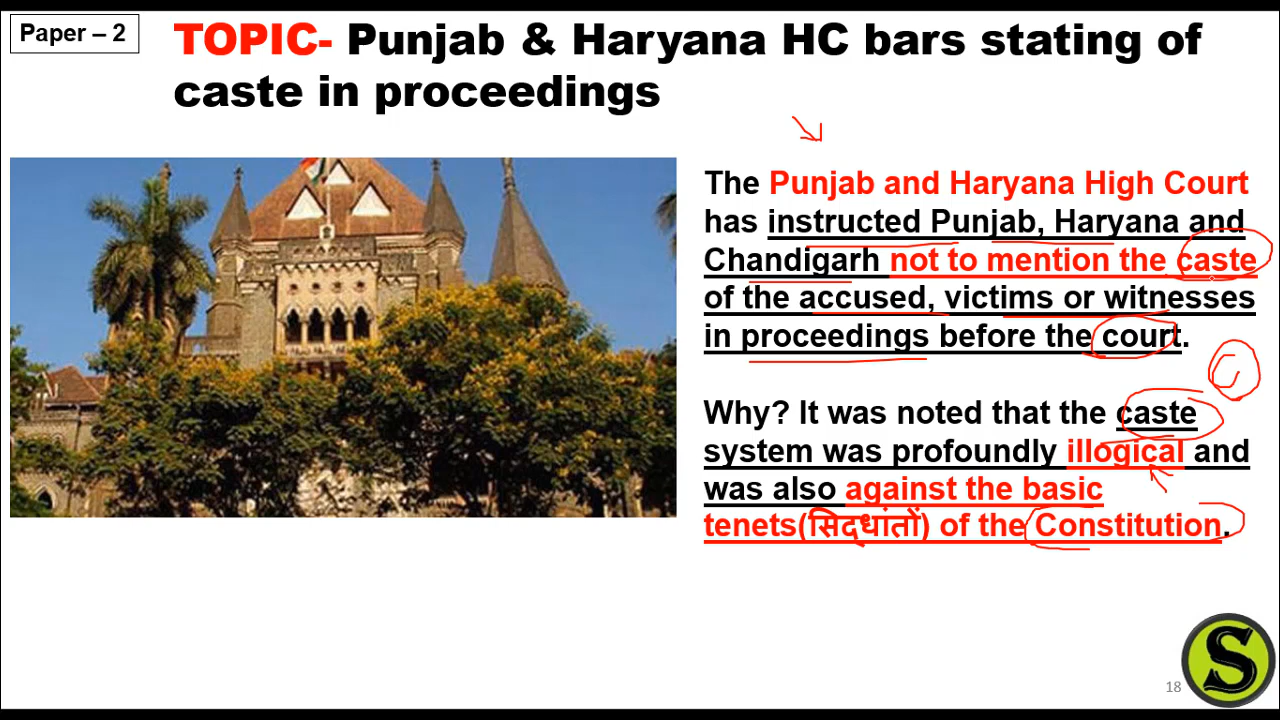 Paper – 2
TOPIC- Punjab & Haryana HC bars stating of
caste in proceedings
The Punjab and Haryana High Court
has instructed Punjab, Haryana and
Chandigarh not to mention the caste
of the accused, victims or witnesses
in proceedings before the court.
Why? It was noted that the caste
system was profoundly illogical and
was also against the basic
tenets(सिद्धांतों) of the Constitution.
S
18